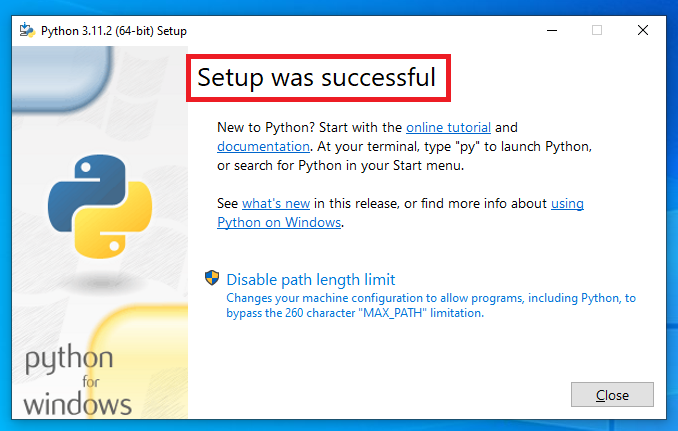 Python 3.11.2 (64-bit) Setup
Setup was successful
New to Python? Start with the online tutorial and
documentation. At your terminal, type "py" to launch Python,
or search for Python in your Start menu.
See what's new in this release, or find more info about using
Python on Windows.
Disable path length limit
Changes your machine configuration to allow programs, including Python, to
bypass the 260 character "MAX_PATH" limitation.
python
for
windows
Close